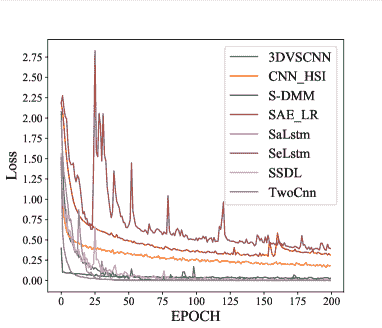 2.75
2.50
2.25
2.00
1.75
1.50
1.25
1.00
0.75
0.50
0.25
0.00
Loss
0 25 50 75 100 125 150 175 200
EPOCH
3DVSCNN
CNN_HSI
S-DMM
SAE_LR
SaLstm
SeLstm
SSDL
TwoCnn